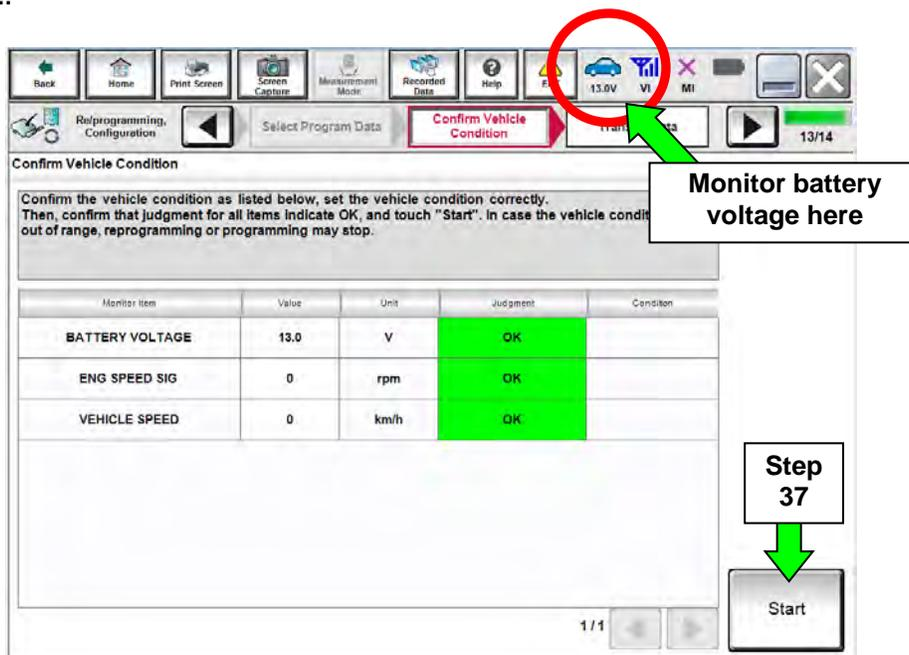 Back
Home
Print Screen
Screen Capture
Measurement Mode
Recorded Data
Help
13.0V
VI
MI
Re/programming, Configuration
Select Program Data
Confirm Vehicle Condition
13/14
Confirm Vehicle Condition
Monitor battery voltage here
Confirm the vehicle condition as listed below, set the vehicle condition correctly.
Then, confirm that judgment for all items indicate OK, and touch "Start". In case the vehicle
out of range, reprogramming or programming may stop.
Monitor Item Value Unit Judgment Condition
BATTERY VOLTAGE 13.0 V OK
ENG SPEED SIG 0 rpm OK
VEHICLE SPEED 0 km/h OK
Step 37
Start
1/1